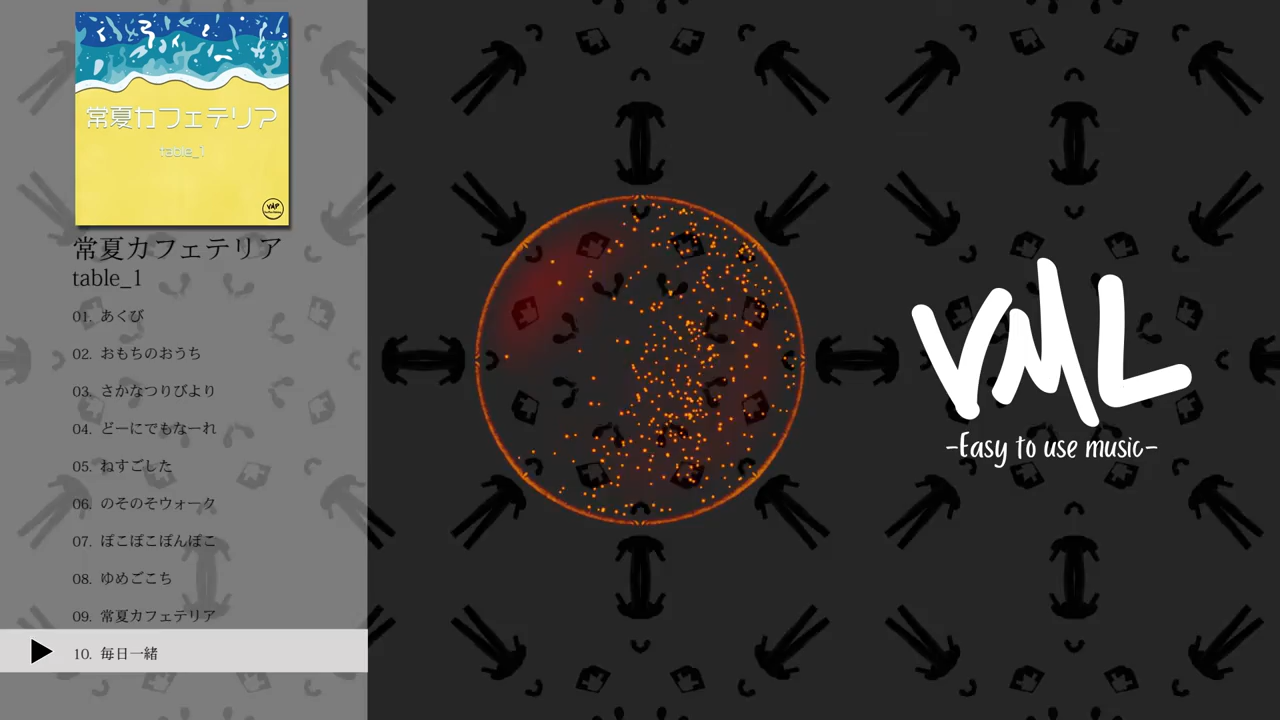 常夏カフェテリア
table_1
VMP
常夏カフェテリア
table_1
01. あくび
02. おもちのおうち
03. さかなつりびより
04. どーにでもなーれ
05. ねすごした
06. のそのそウォーク
07. ぽこぽこぽんぽこ
08. ゆめごこち
09. 常夏カフェテリア
10. 毎日一緒
VML
-Easy to use music-